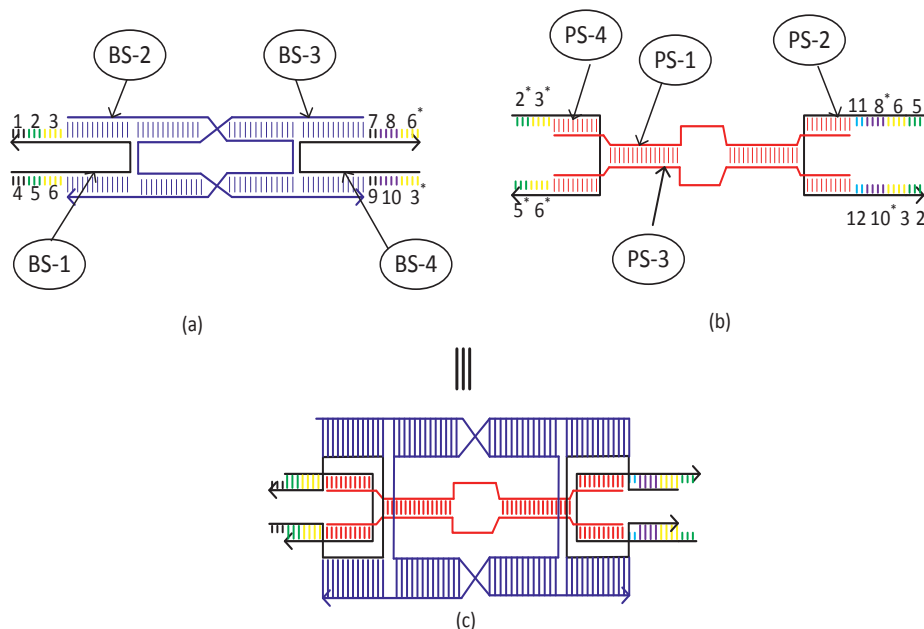 BS-2
BS-3
1 2 3
7 8 6*
4 5 6
9 10 3*
BS-1
BS-4
(a)
PS-4
PS-1
PS-2
2* 3*
11 8* 6 5
5* 6*
12 10* 3 2
PS-3
(b)
(c)